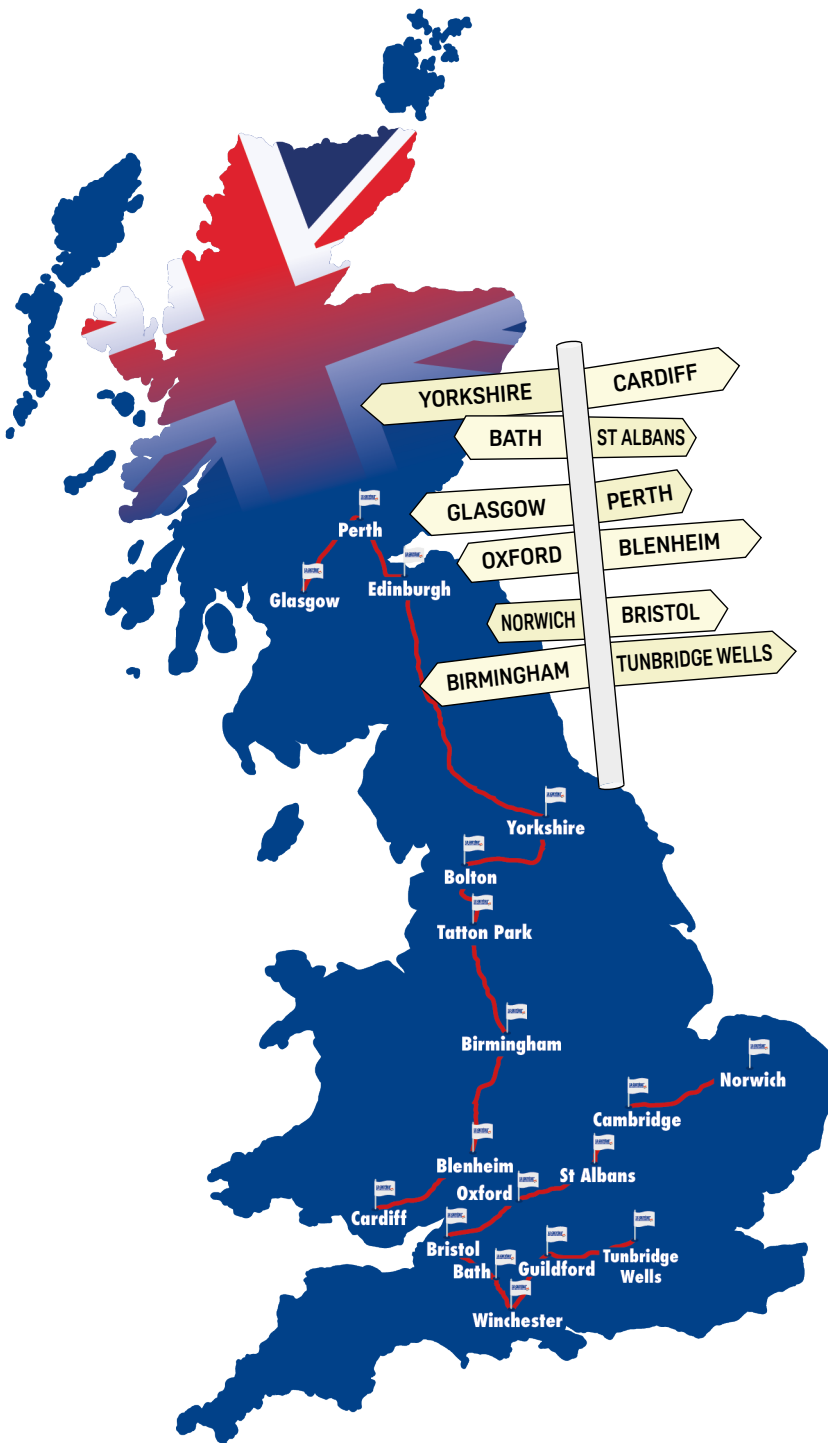 YORKSHIRE
CARDIFF
BATH
ST ALBANS
GLASGOW
PERTH
OXFORD
BLENHEIM
NORWICH
BRISTOL
BIRMINGHAM
TUNBRIDGE WELLS
Perth
Glasgow
Edinburgh
Yorkshire
Bolton
Tatton Park
Birmingham
Norwich
Cambridge
Blenheim
St Albans
Oxford
Cardiff
Bristol
Bath
Guildford
Tunbridge
Wells
Winchester